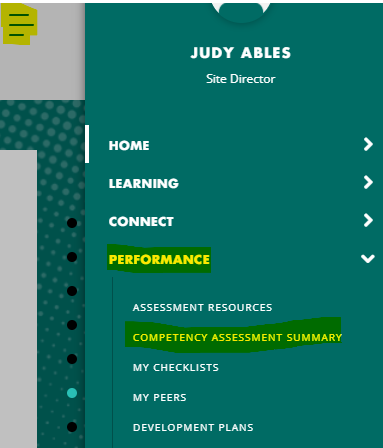 JUDY ABLES
Site Director
HOME
LEARNING
CONNECT
PERFORMANCE
ASSESSMENT RESOURCES
COMPETENCY ASSESSMENT SUMMARY
MY CHECKLISTS
MY PEERS
DEVELOPMENT PLANS